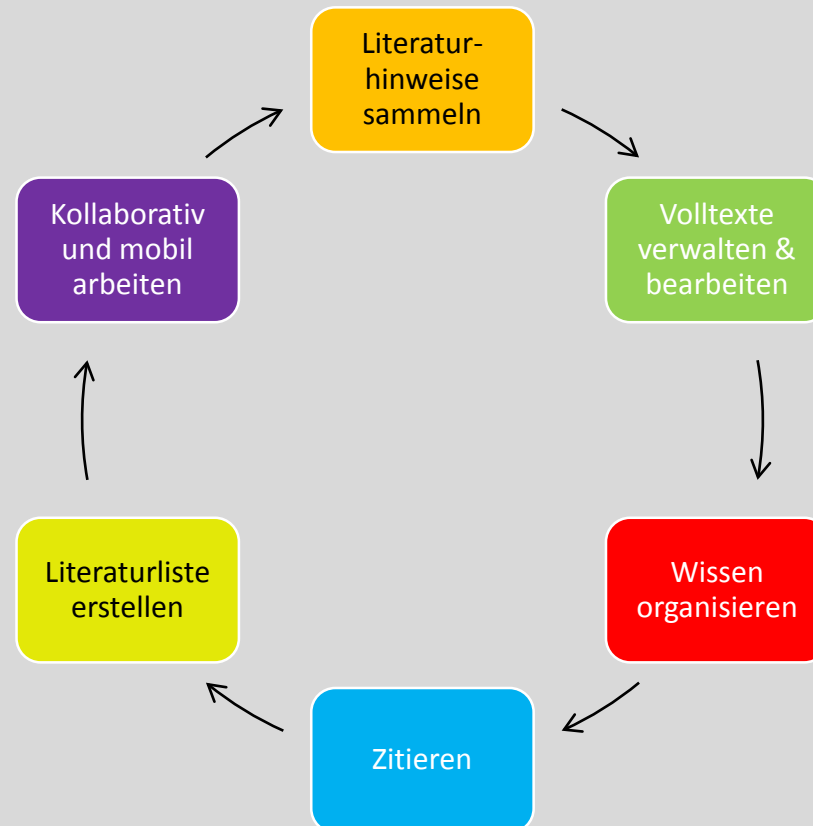 Literatur-
hinweise
sammeln
Volltexte
verwalten &
bearbeiten
Wissen
organisieren
Zitieren
Literaturliste
erstellen
Kollaborativ
und mobil
arbeiten